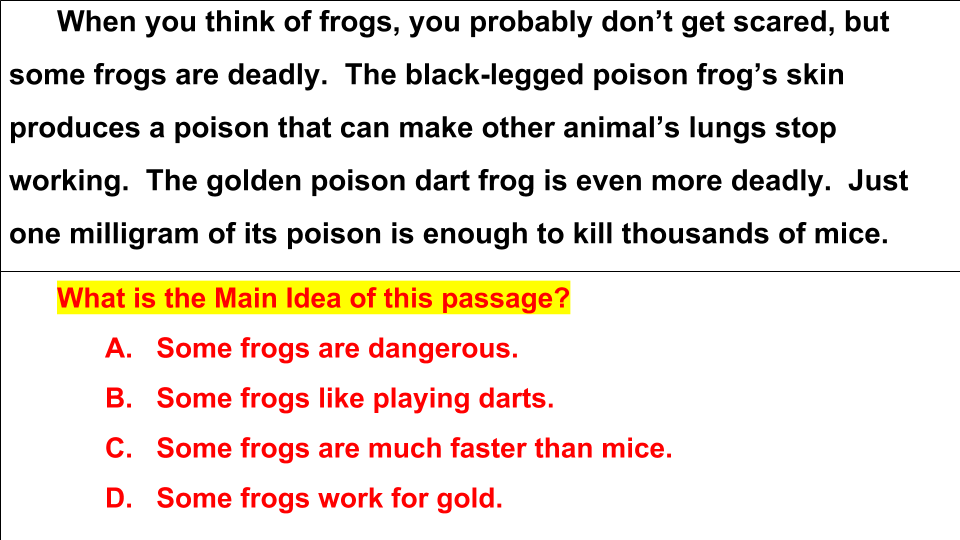 When you think of frogs, you probably don’t get scared, but
some frogs are deadly.  The black-legged poison frog’s skin
produces a poison that can make other animal’s lungs stop
working.  The golden poison dart frog is even more deadly.  Just
one milligram of its poison is enough to kill thousands of mice.
What is the Main Idea of this passage?
A. Some frogs are dangerous.
B. Some frogs like playing darts.
C. Some frogs are much faster than mice.
D. Some frogs work for gold.